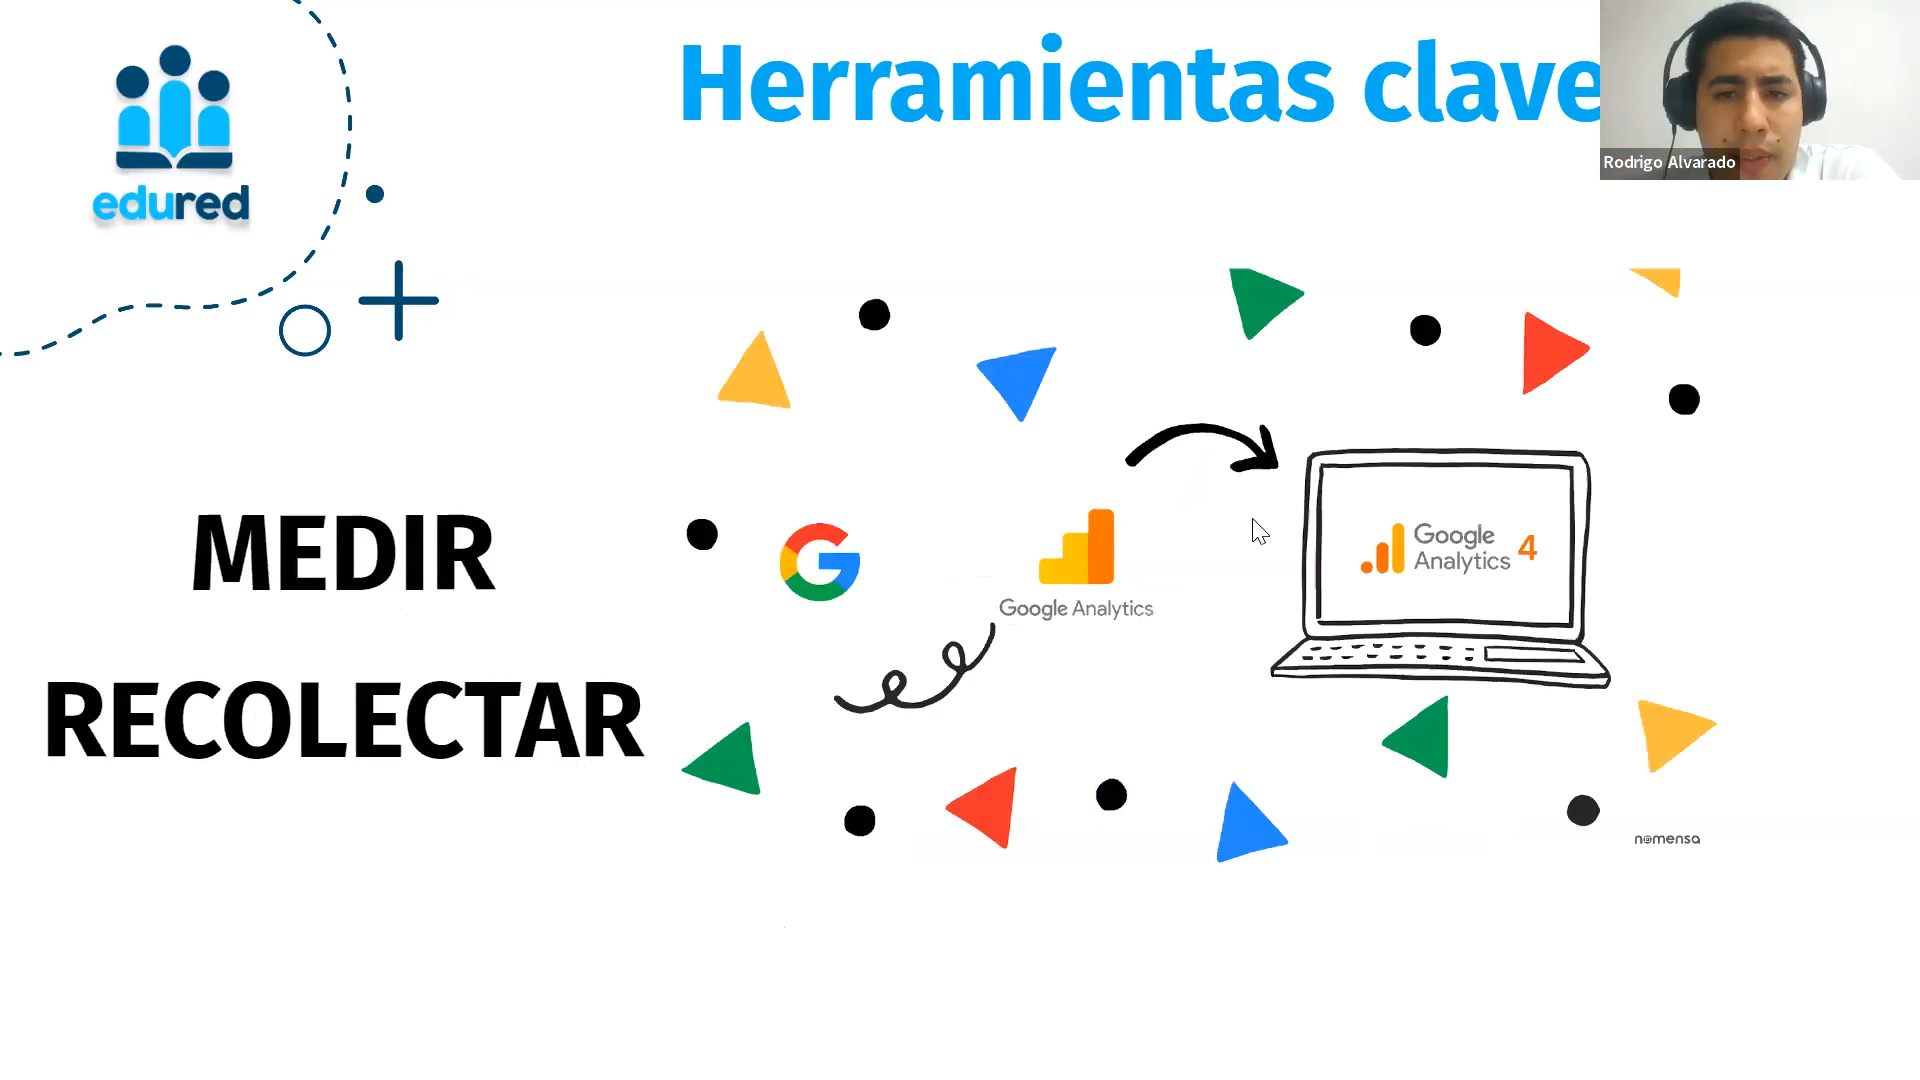 Herramientas clave
Rodrigo Alvarado
edured
MEDIR
RECOLECTAR
Google Analytics
Google
Analytics 4
nomensa